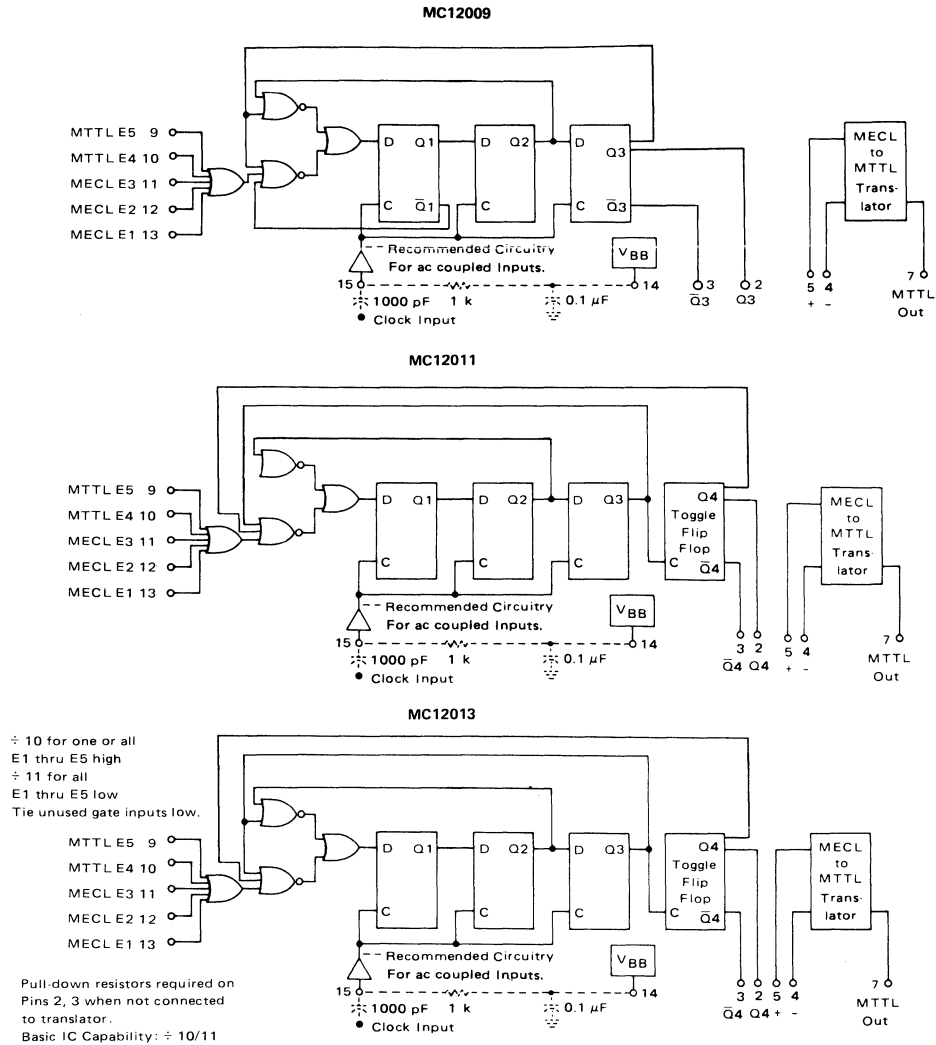 MC12009
MTTL E5 9
MTTL E4 10
MECL E3 11
MECL E2 12
MECL E1 13
D Q1
C Q̅1
D Q2
C
D Q3
C Q̅3
Recommended Circuitry
For ac coupled Inputs.
15
1000 pF 1 k
Clock Input
0.1 µF
VBB
14
3
Q̅3
2
Q3
MECL
to
MTTL
Trans-
lator
5 4
+ -
7
MTTL
Out
MC12011
MTTL E5 9
MTTL E4 10
MECL E3 11
MECL E2 12
MECL E1 13
D Q1
C
D Q2
C
D Q3
C
Q4
Toggle
Flip
Flop
C Q̅4
Recommended Circuitry
For ac coupled Inputs.
15
1000 pF 1 k
Clock Input
0.1 µF
VBB
14
3 2
Q̅4 Q4
MECL
to
MTTL
Trans-
lator
5 4
+ -
7
MTTL
Out
MC12013
÷ 10 for one or all
E1 thru E5 high
÷ 11 for all
E1 thru E5 low
Tie unused gate inputs low.
MTTL E5 9
MTTL E4 10
MECL E3 11
MECL E2 12
MECL E1 13
D Q1
C
D Q2
C
D Q3
C
Q4
Toggle
Flip
Flop
C Q̅4
Recommended Circuitry
For ac coupled Inputs.
15
1000 pF 1 k
Clock Input
0.1 µF
VBB
14
3 2 5 4
Q̅4 Q4 + -
MECL
to
MTTL
Trans-
lator
7
MTTL
Out
Pull-down resistors required on
Pins 2, 3 when not connected
to translator.
Basic IC Capability: ÷ 10/11